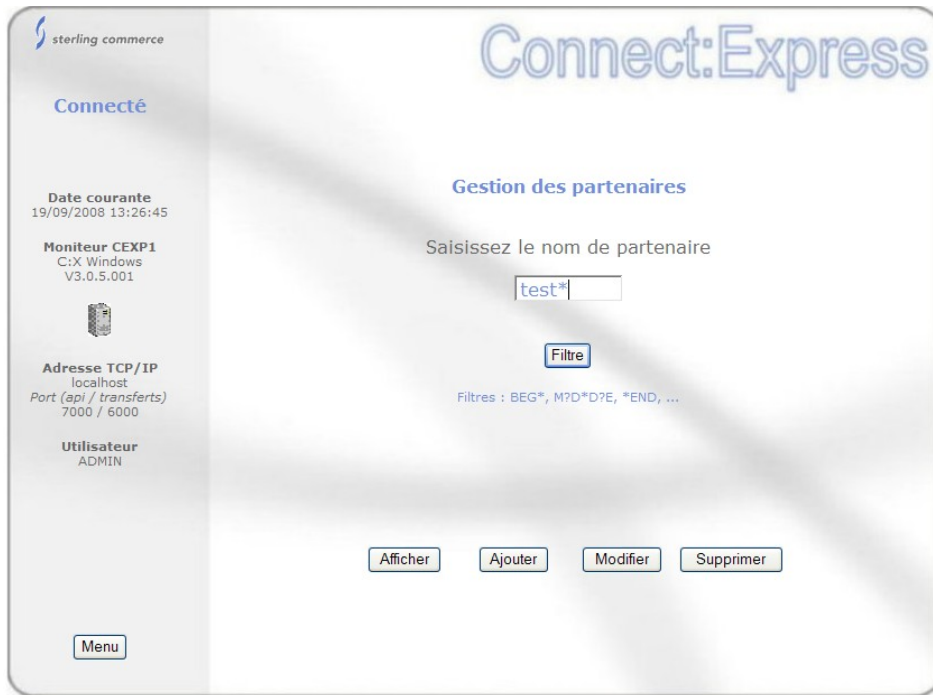 sterling commerce
Connect:Express
Connecté
Date courante
19/09/2008 13:26:45
Moniteur CEXP1
C:X Windows
V3.0.5.001
Adresse TCP/IP
localhost
Port (api / transferts)
7000 / 6000
Utilisateur
ADMIN
Menu
Gestion des partenaires
Saisissez le nom de partenaire
test*
Filtre
Filtres : BEG*, M?D*D?E, *END, ...
Afficher Ajouter Modifier Supprimer